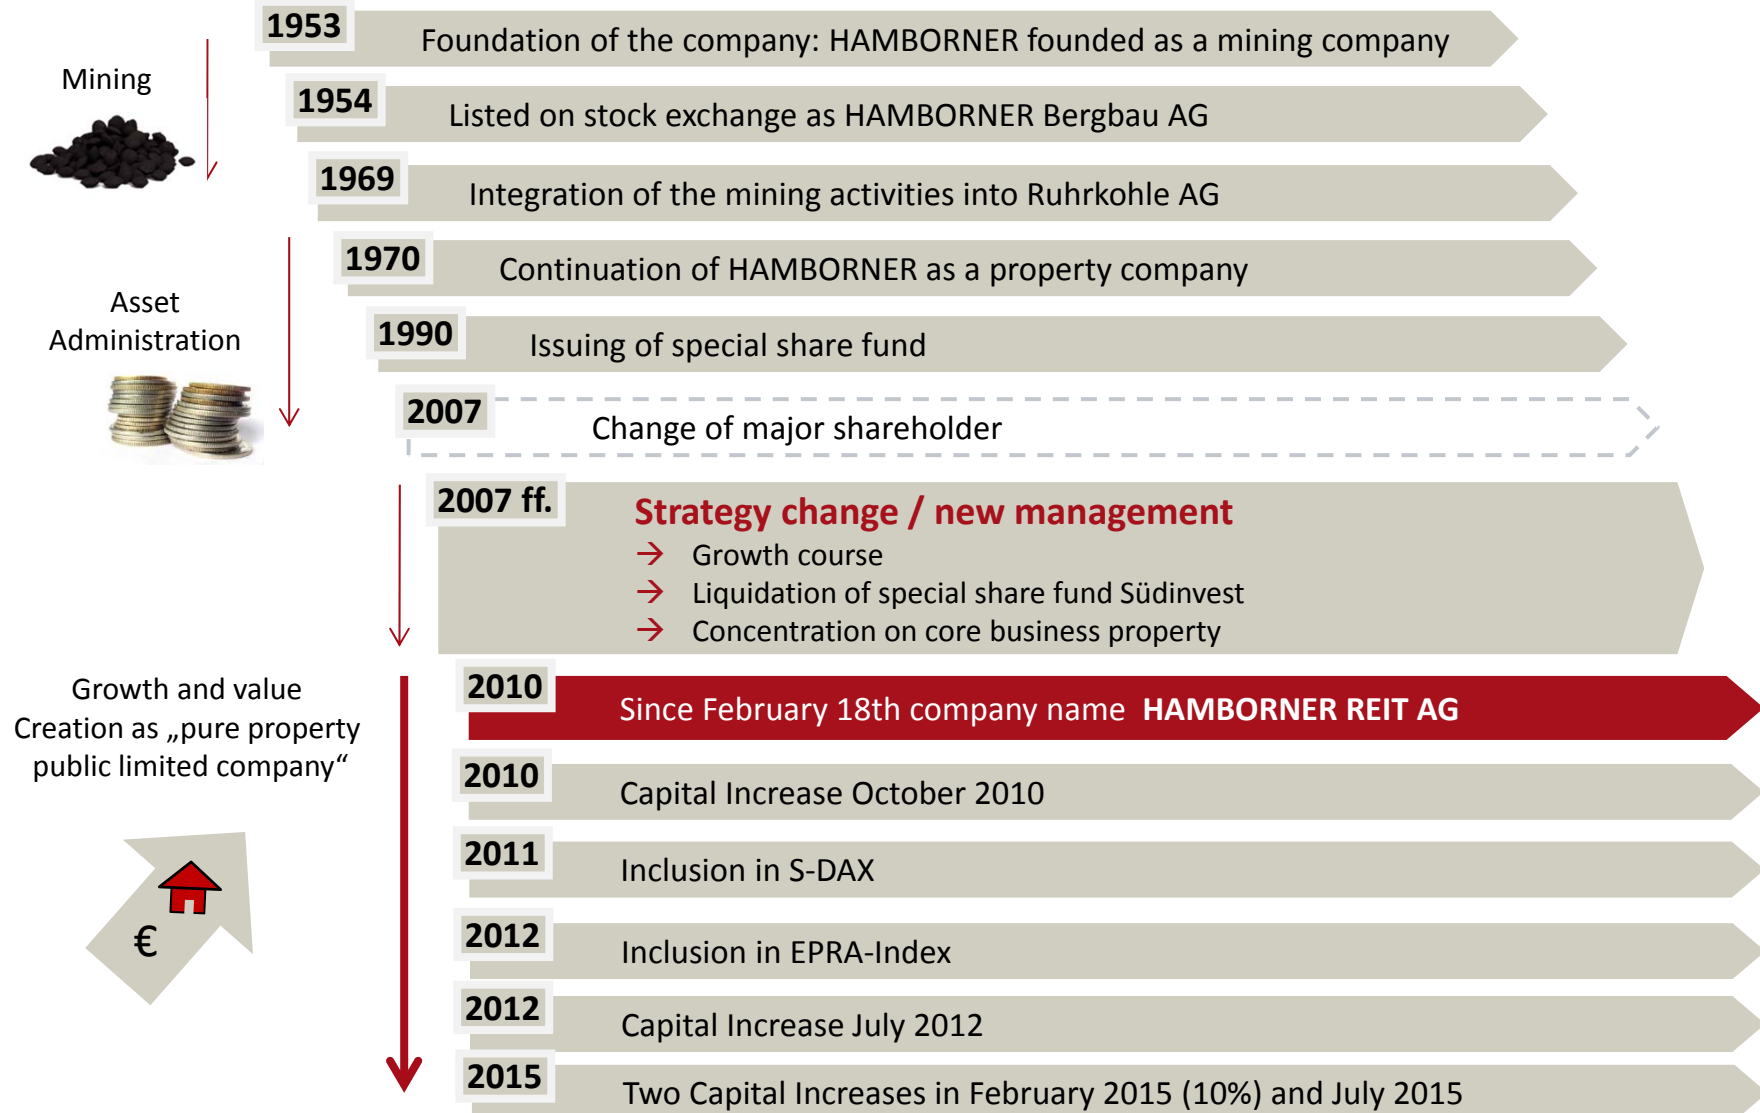 1953
Foundation of the company: HAMBORNER founded as a mining company
Mining
1954
Listed on stock exchange as HAMBORNER Bergbau AG
1969
Integration of the mining activities into Ruhrkohle AG
1970
Continuation of HAMBORNER as a property company
Asset
Administration
1990
Issuing of special share fund
2007
Change of major shareholder
2007 ff.
Strategy change / new management
→ Growth course
→ Liquidation of special share fund Südinvest
→ Concentration on core business property
Growth and value
Creation as „pure property
public limited company“
2010
Since February 18th company name HAMBORNER REIT AG
2010
Capital Increase October 2010
2011
Inclusion in S-DAX
€
2012
Inclusion in EPRA-Index
2012
Capital Increase July 2012
2015
Two Capital Increases in February 2015 (10%) and July 2015